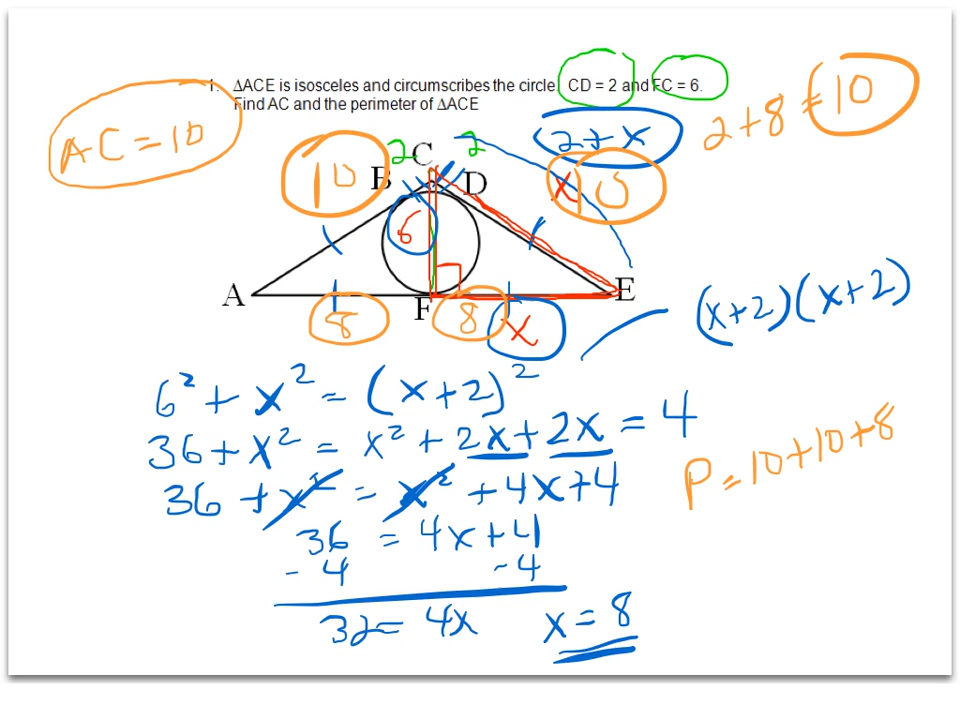 1. ΔACE is isosceles and circumscribes the circle. CD = 2 and FC = 6.
Find AC and the perimeter of ΔACE
AC = 10
2 + 8 = 10
2 + x
10
B
2
C
2
D
x
10
6
A
F
E
8
8
x
(x+2)(x+2)
6² + x² = (x+2)²
36 + x² = x² + 2x + 2x = 4
36 + x² = x² + 4x + 4
36 = 4x + 4
- 4 - 4
32 = 4x x = 8
P = 10 + 10 + 8